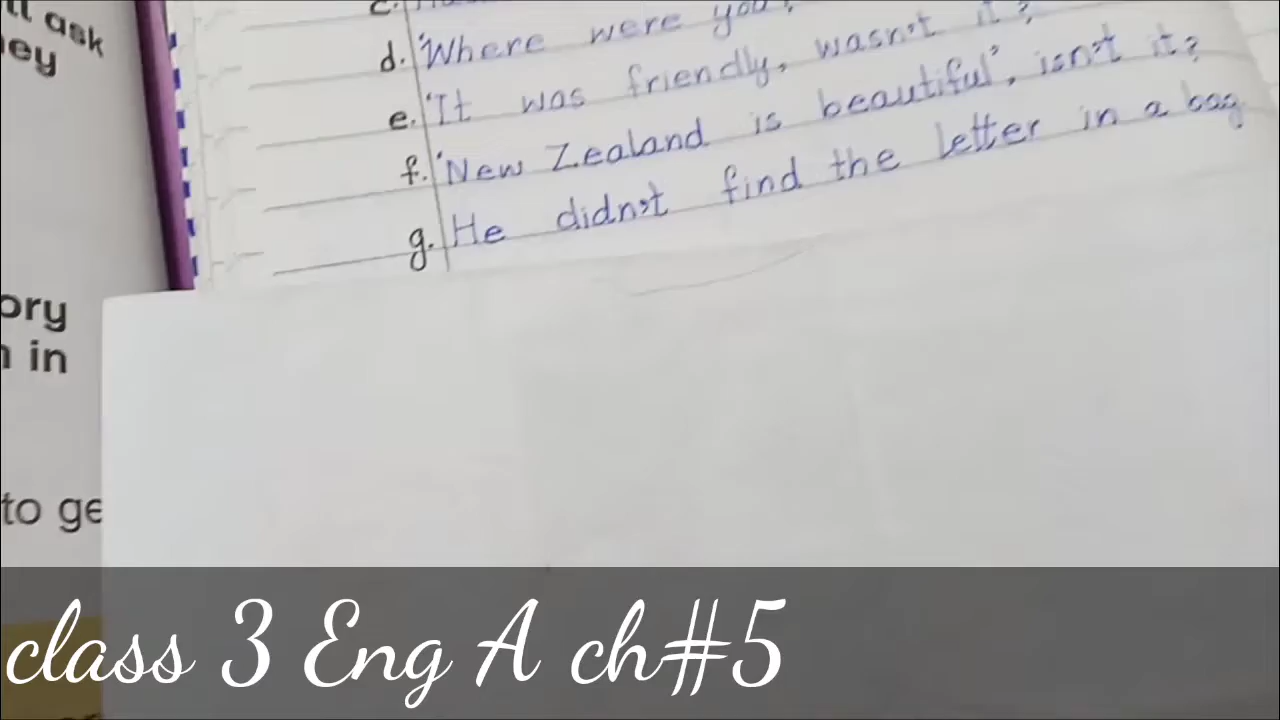 ll ask
ey
ory
n in
to ge
c.
d. 'Where were you,
e. 'It was friendly, wasn't it?
f. 'New Zealand is beautiful', isn't it?
g. He didn't find the letter in a bag
class 3 Eng A ch#5